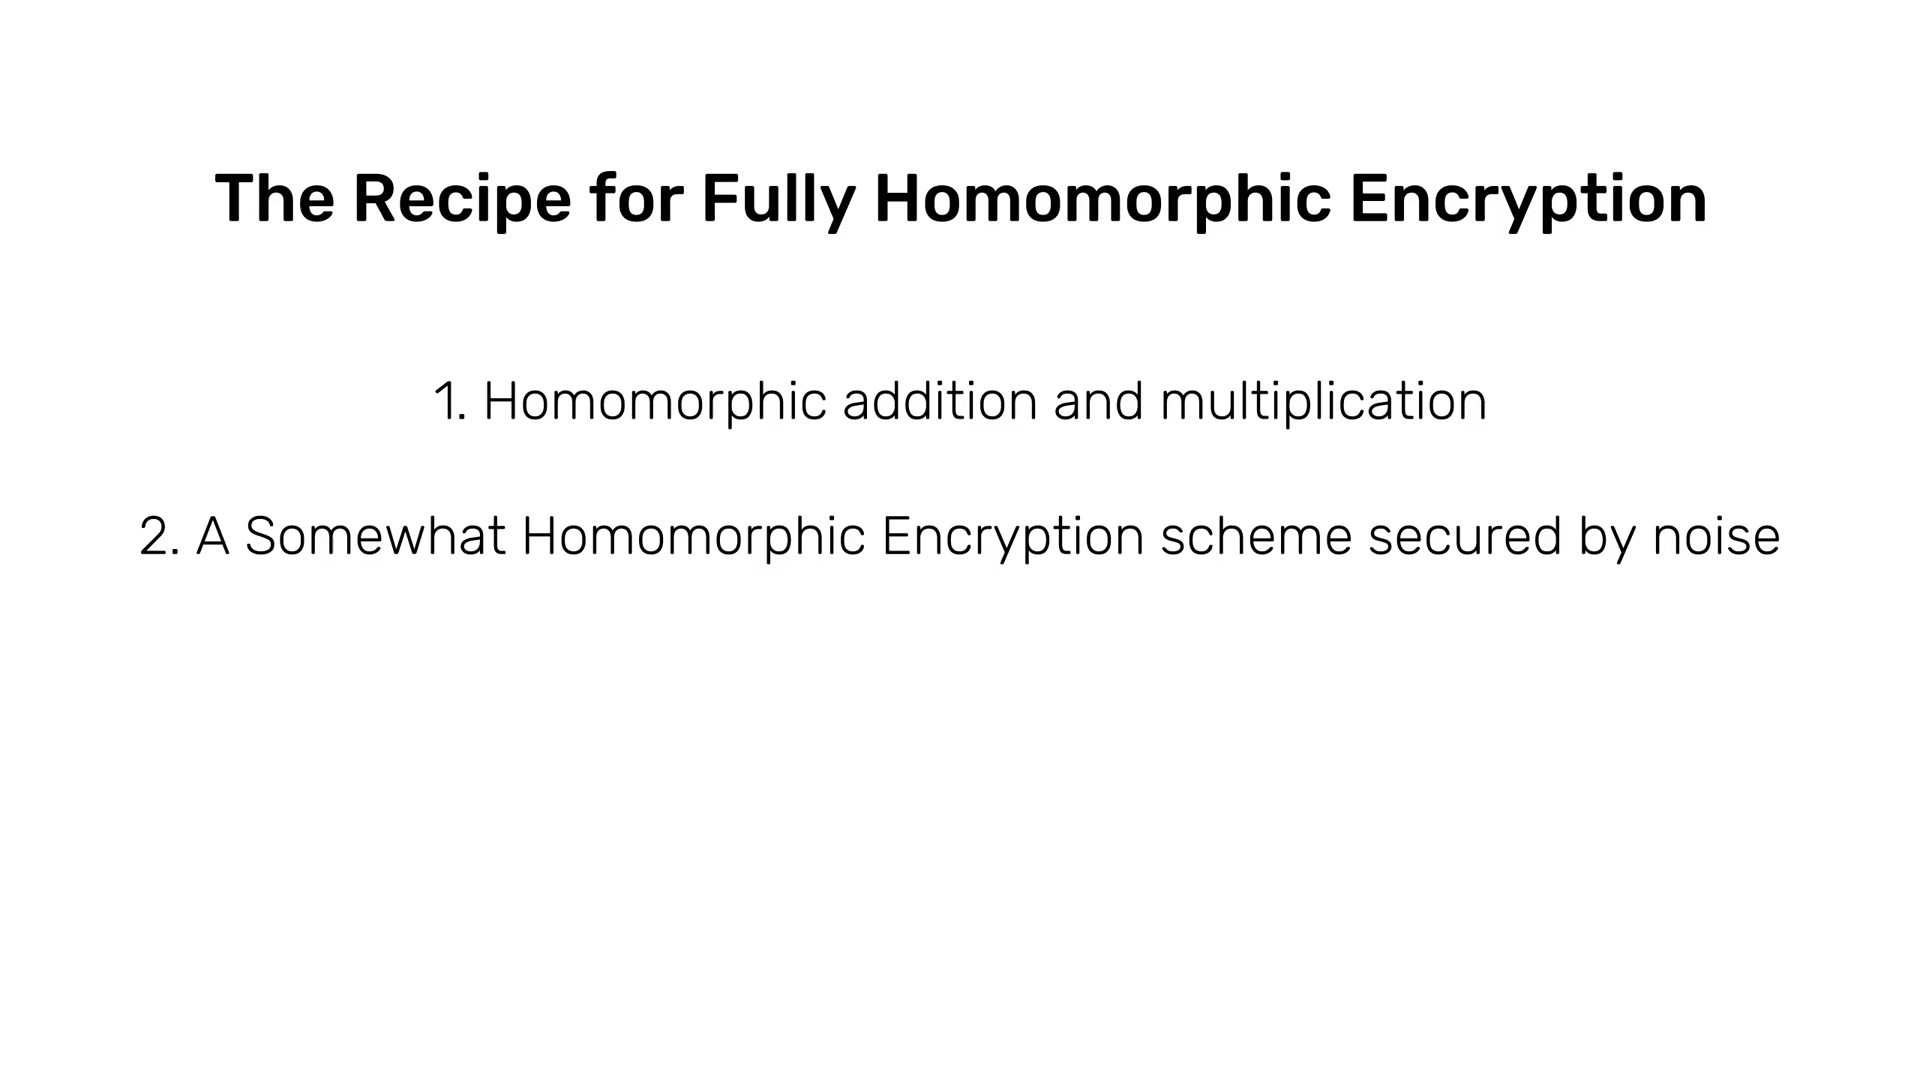 The Recipe for Fully Homomorphic Encryption
1. Homomorphic addition and multiplication
2. A Somewhat Homomorphic Encryption scheme secured by noise